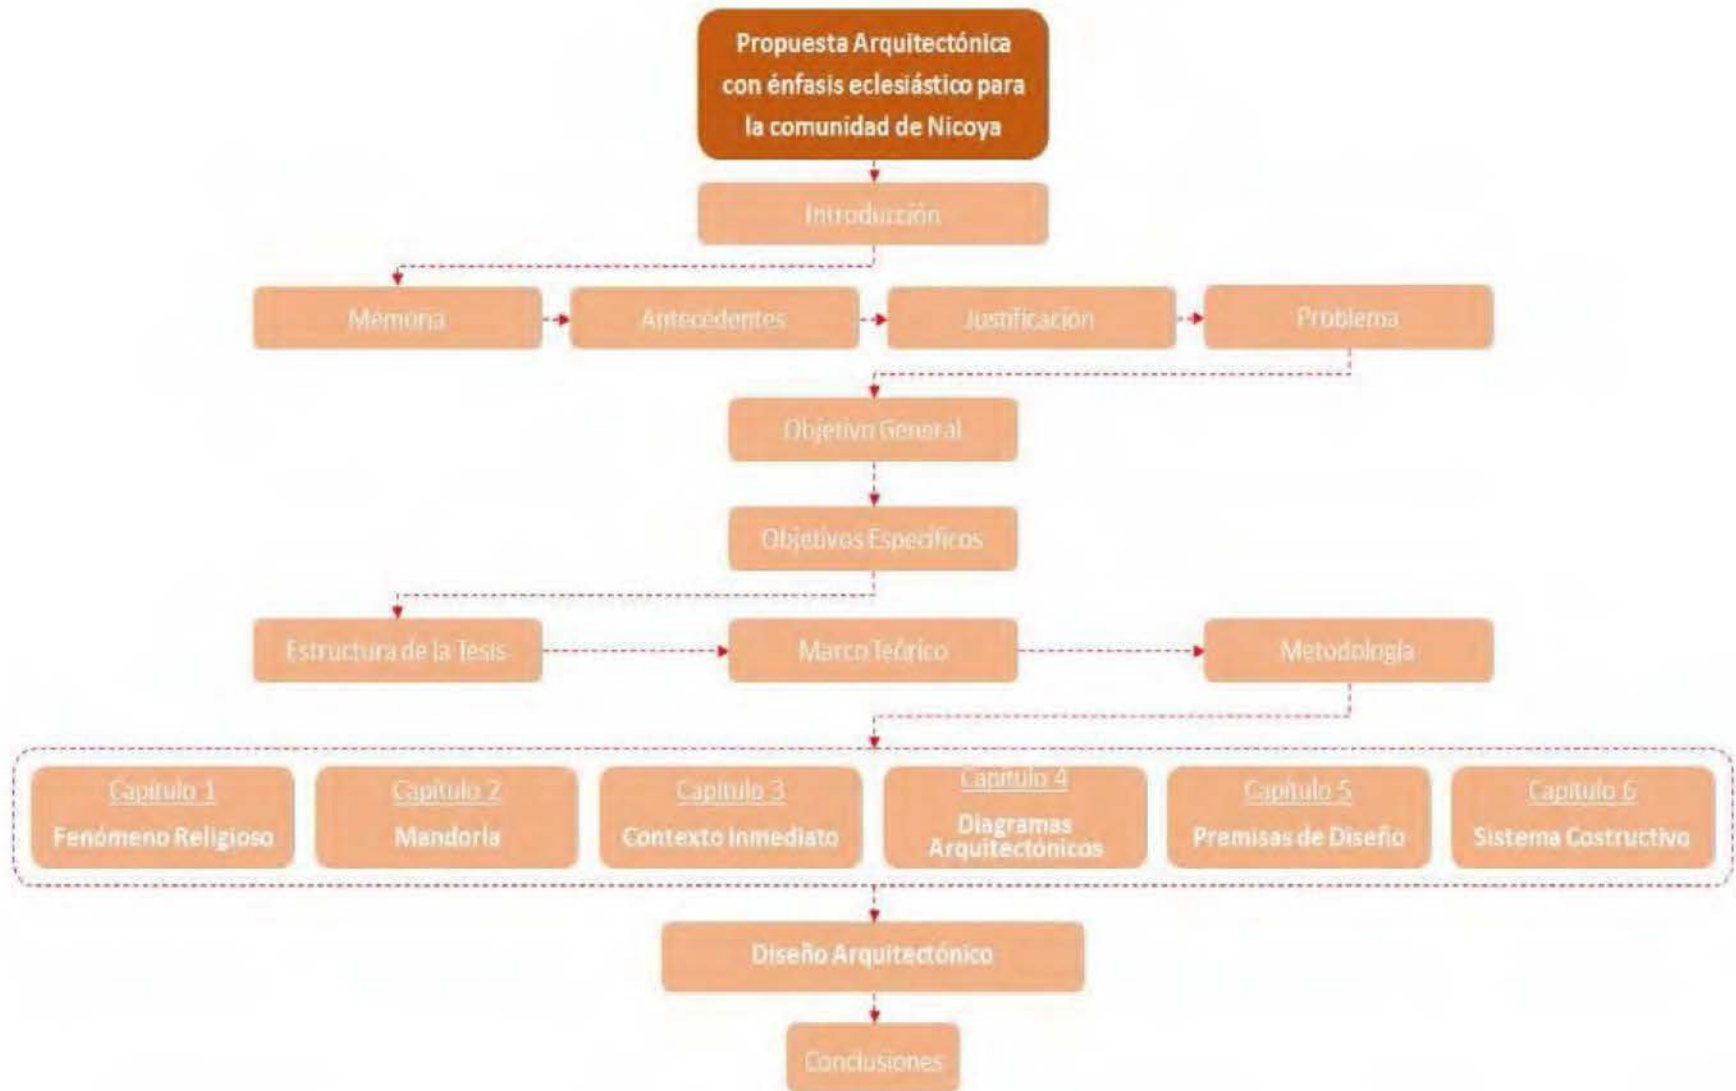 Propuesta Arquitectónica
con énfasis eclesiástico para
la comunidad de Nicoya
Introducción
Memoria
Antecedentes
Justificación
Problema
Objetivo General
Objetivos Específicos
Estructura de la Tesis
Marco Teórico
Metodología
Capítulo 1
Fenómeno Religioso
Capítulo 2
Mandorla
Capítulo 3
Contexto Inmediato
Capítulo 4
Diagramas
Arquitectónicos
Capítulo 5
Premisas de Diseño
Capítulo 6
Sistema Costructivo
Diseño Arquitectónico
Conclusiones